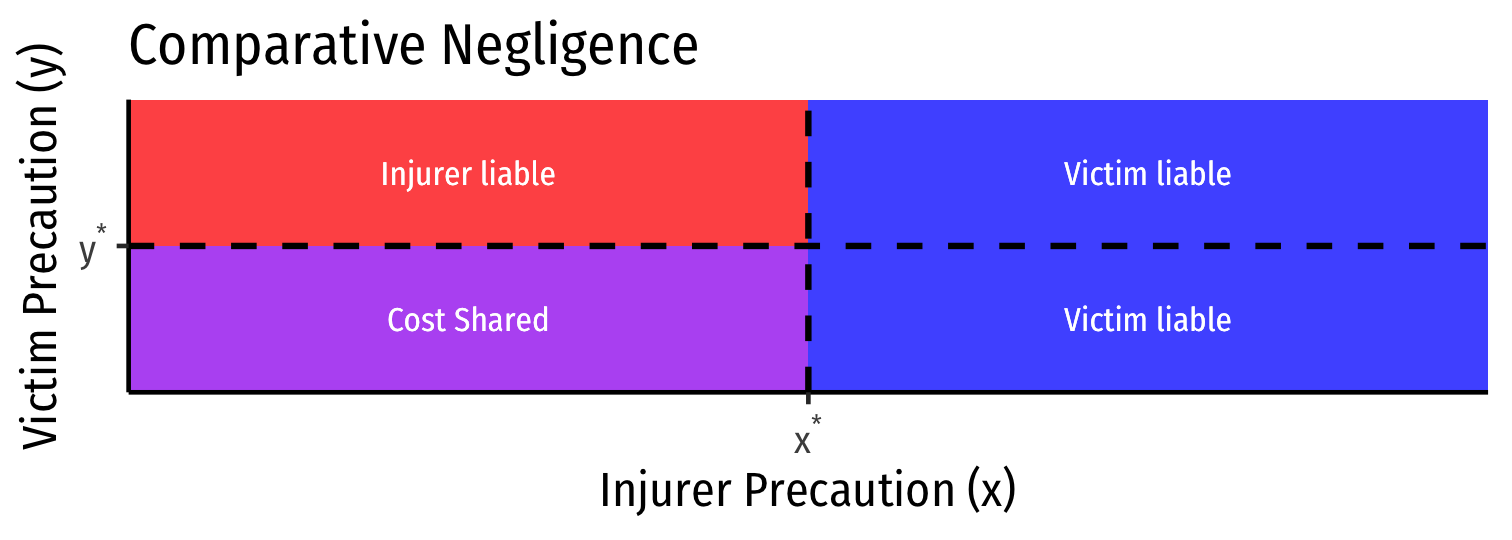 Comparative Negligence
Victim Precaution (y)
Injurer liable
Victim liable
y*
Cost Shared
Victim liable
x*
Injurer Precaution (x)